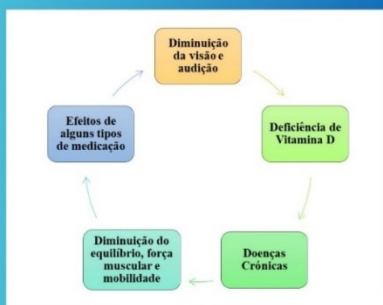 Diminuição
da visão e
audição
Deficiência de
Vitamina D
Doenças
Crónicas
Diminuição do
equilíbrio, força
muscular e
mobilidade
Efeitos de
alguns tipos
de medicação